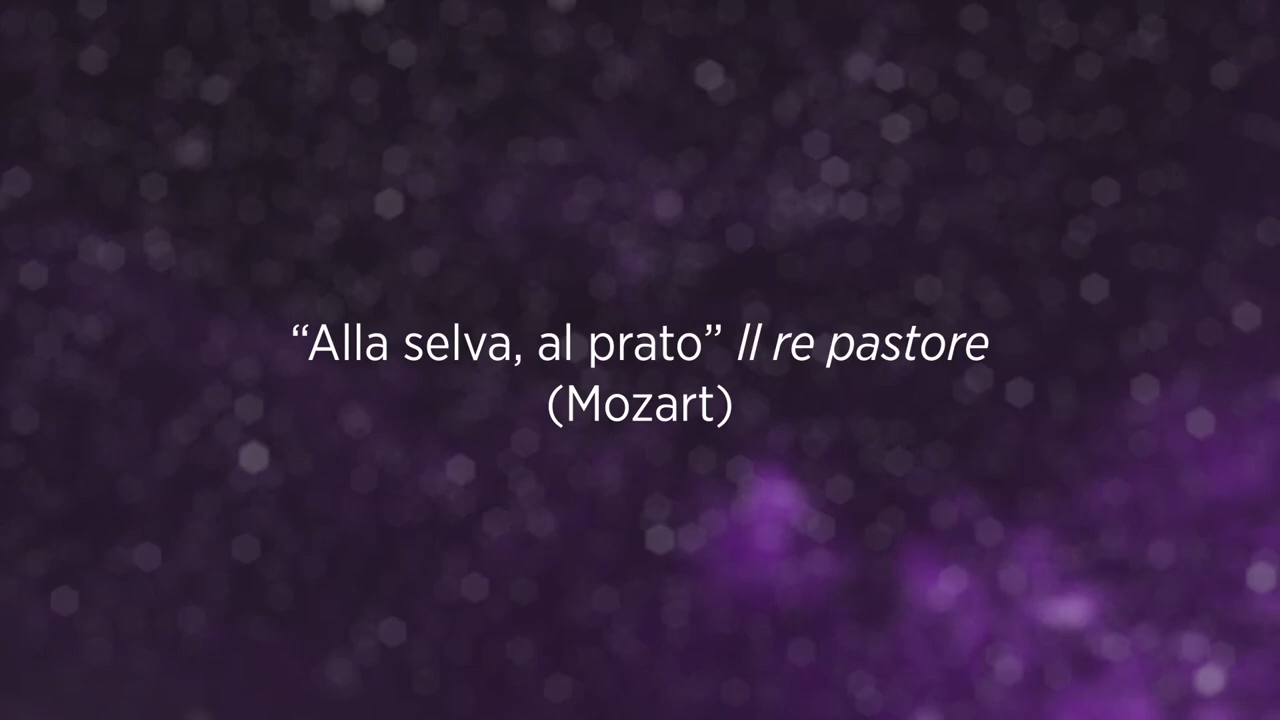 “Alla selva, al prato” Il re pastore
(Mozart)